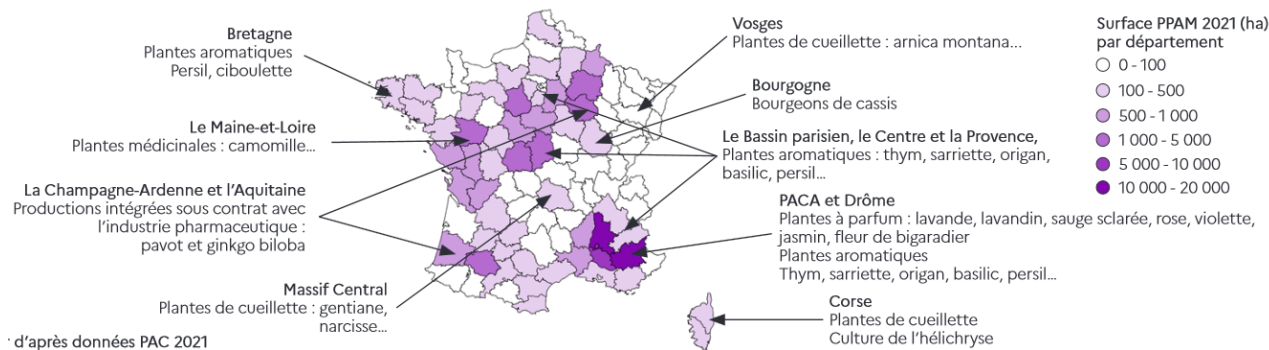 Bretagne
Plantes aromatiques
Persil, ciboulette
Le Maine-et-Loire
Plantes médicinales : camomille...
La Champagne-Ardenne et l'Aquitaine
Productions intégrées sous contrat avec
l'industrie pharmaceutique :
pavot et ginkgo biloba
Massif Central
Plantes de cueillette : gentiane,
narcisse...
d'après données PAC 2021
Vosges
Plantes de cueillette : arnica montana...
Bourgogne
Bourgeons de cassis
Le Bassin parisien, le Centre et la Provence,
Plantes aromatiques : thym, sarriette, origan,
basilic, persil...
PACA et Drôme
Plantes à parfum : lavande, lavandin, sauge sclarée, rose, violette,
jasmin, fleur de bigaradier
Plantes aromatiques
Thym, sarriette, origan, basilic, persil...
Corse
Plantes de cueillette
Culture de l'hélichryse
Surface PPAM 2021 (ha)
par département
0 - 100
100 - 500
500 - 1 000
1 000 - 5 000
5 000 - 10 000
10 000 - 20 000